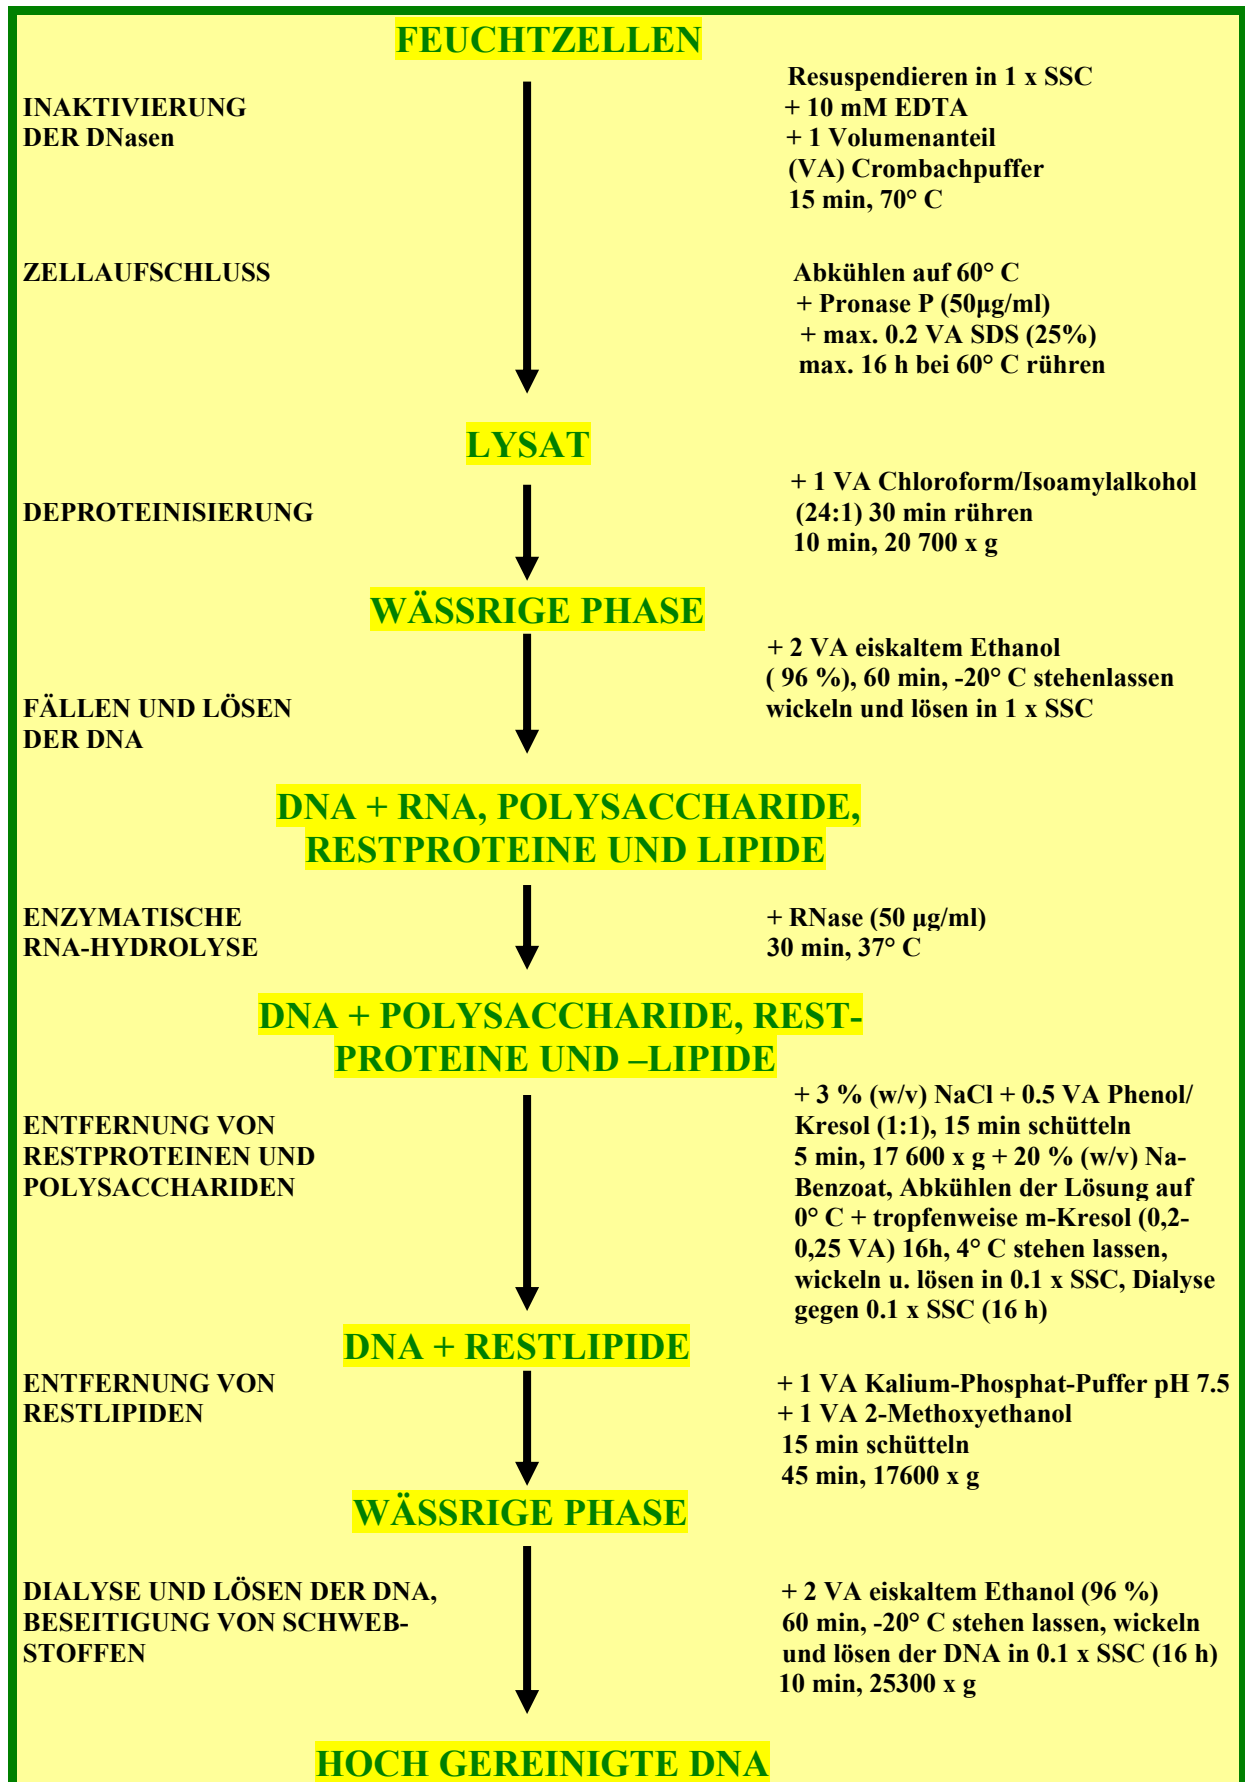 FEUCHTZELLEN
INAKTIVIERUNG
DER DNasen
Resuspendieren in 1 x SSC
+ 10 mM EDTA
+ 1 Volumenanteil
(VA) Crombachpuffer
15 min, 70° C
ZELLAUFSCHLUSS
Abkühlen auf 60° C
+ Pronase P (50µg/ml)
+ max. 0.2 VA SDS (25%)
max. 16 h bei 60° C rühren
LYSAT
DEPROTEINISIERUNG
+ 1 VA Chloroform/Isoamylalkohol
(24:1) 30 min rühren
10 min, 20 700 x g
WÄSSRIGE PHASE
FÄLLEN UND LÖSEN
DER DNA
+ 2 VA eiskaltem Ethanol
( 96 %), 60 min, -20° C stehenlassen
wickeln und lösen in 1 x SSC
DNA + RNA, POLYSACCHARIDE,
RESTPROTEINE UND LIPIDE
ENZYMATISCHE
RNA-HYDROLYSE
+ RNase (50 µg/ml)
30 min, 37° C
DNA + POLYSACCHARIDE, REST-
PROTEINE UND –LIPIDE
ENTFERNUNG VON
RESTPROTEINEN UND
POLYSACCHARIDEN
+ 3 % (w/v) NaCl + 0.5 VA Phenol/
Kresol (1:1), 15 min schütteln
5 min, 17 600 x g + 20 % (w/v) Na-
Benzoat, Abkühlen der Lösung auf
0° C + tropfenweise m-Kresol (0,2-
0,25 VA) 16h, 4° C stehen lassen,
wickeln u. lösen in 0.1 x SSC, Dialyse
gegen 0.1 x SSC (16 h)
DNA + RESTLIPIDE
ENTFERNUNG VON
RESTLIPIDEN
+ 1 VA Kalium-Phosphat-Puffer pH 7.5
+ 1 VA 2-Methoxyethanol
15 min schütteln
45 min, 17600 x g
WÄSSRIGE PHASE
DIALYSE UND LÖSEN DER DNA,
BESEITIGUNG VON SCHWEB-
STOFFEN
+ 2 VA eiskaltem Ethanol (96 %)
60 min, -20° C stehen lassen, wickeln
und lösen der DNA in 0.1 x SSC (16 h)
10 min, 25300 x g
HOCH GEREINIGTE DNA